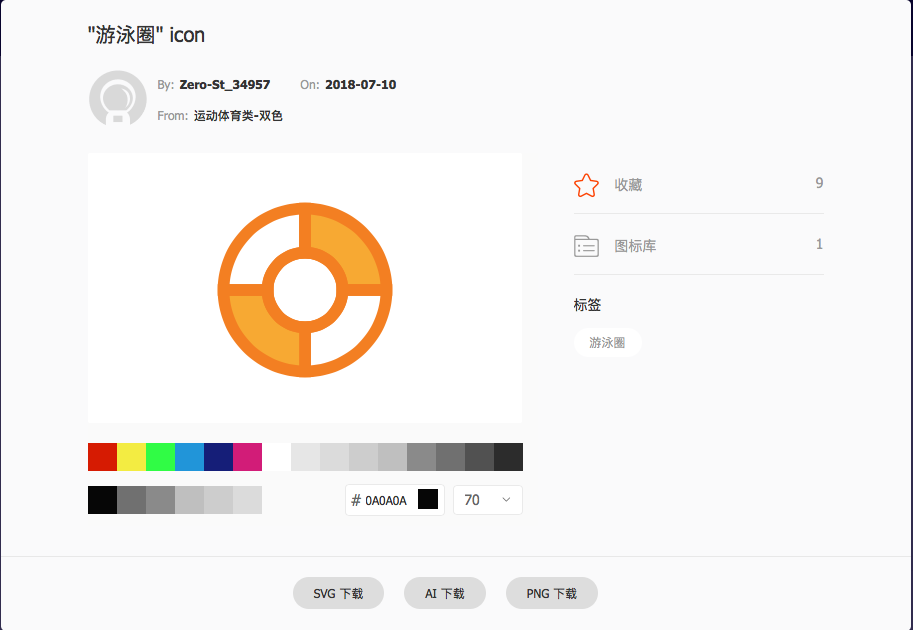 "游泳圈" icon
By: Zero-St_34957 On: 2018-07-10
From: 运动体育类-双色
收藏 9
图标库 1
标签
游泳圈
# 0A0A0A 70
SVG 下载 AI 下载 PNG 下载